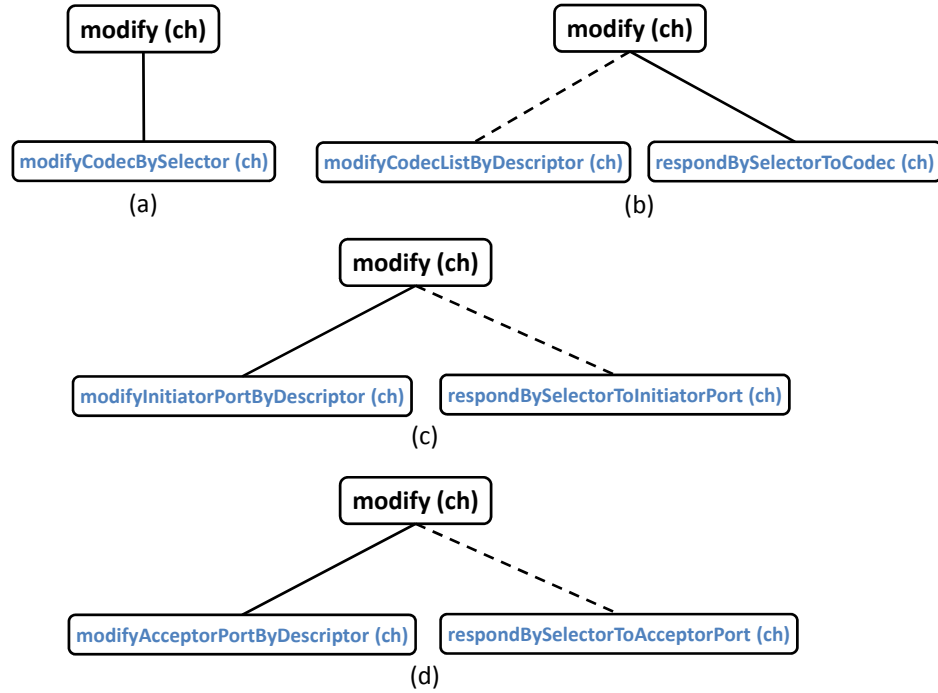 modify (ch)
modifyCodecBySelector (ch)
(a)
modify (ch)
modifyCodecListByDescriptor (ch)
respondBySelectorToCodec (ch)
(b)
modify (ch)
modifyInitiatorPortByDescriptor (ch)
respondBySelectorToInitiatorPort (ch)
(c)
modify (ch)
modifyAcceptorPortByDescriptor (ch)
respondBySelectorToAcceptorPort (ch)
(d)